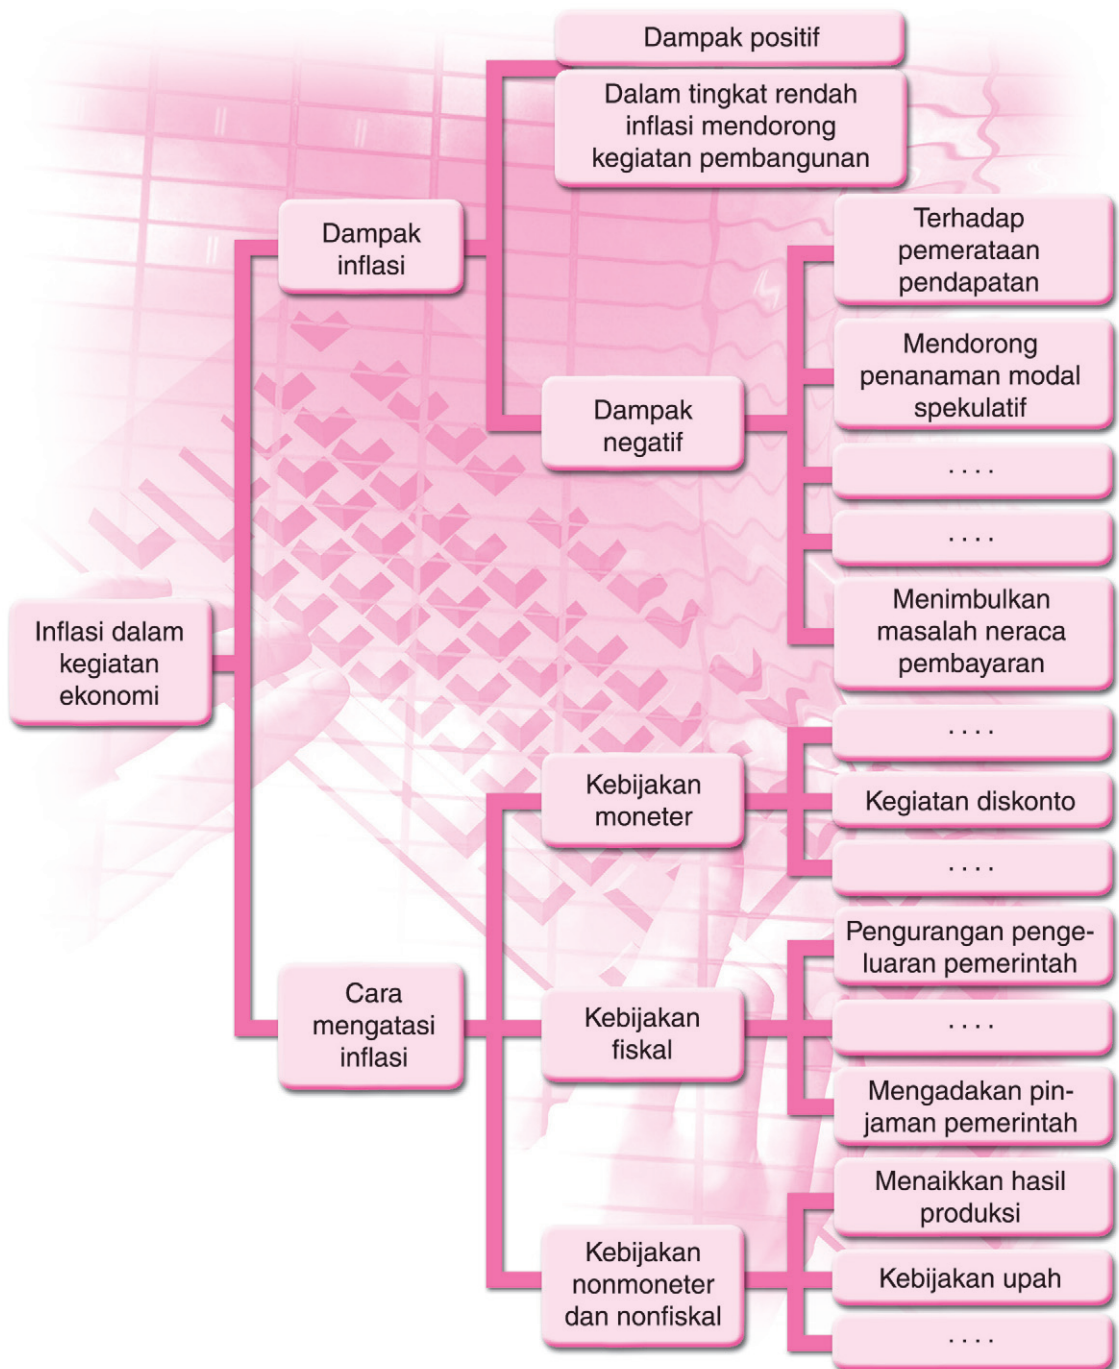 Dampak positif
Dalam tingkat rendah
inflasi mendorong
kegiatan pembangunan
Dampak
inflasi
Terhadap
pemerataan
pendapatan
Mendorong
penanaman modal
spekulatif
Dampak
negatif
. . . .
. . . .
Menimbulkan
masalah neraca
pembayaran
Inflasi dalam
kegiatan
ekonomi
. . . .
Kebijakan
moneter
Kegiatan diskonto
. . . .
Pengurangan penge-
luaran pemerintah
Cara
mengatasi
inflasi
Kebijakan
fiskal
. . . .
Mengadakan pin-
jaman pemerintah
Menaikkan hasil
produksi
Kebijakan
nonmoneter
dan nonfiskal
Kebijakan upah
. . . .